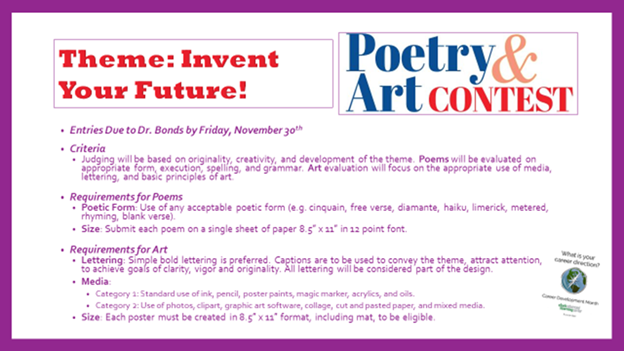 Theme: Invent
Your Future!
Poetry &
Art CONTEST
• Entries Due to Dr. Bonds by Friday, November 30th
• Criteria
• Judging will be based on originality, creativity, and development of the theme. Poems will be evaluated on
appropriate form, execution, spelling, and grammar. Art evaluation will focus on the appropriate use of media,
lettering, and basic principles of art.
• Requirements for Poems
• Poetic Form: Use of any acceptable poetic form (e.g. cinquain, free verse, diamante, haiku, limerick, metered,
rhyming, blank verse).
• Size: Submit each poem on a single sheet of paper 8.5" x 11" in 12 point font.
• Requirements for Art
• Lettering: Simple bold lettering is preferred. Captions are to be used to convey the theme, attract attention,
to achieve goals of clarity, vigor and originality. All lettering will be considered part of the design.
• Media:
• Category 1: Standard use of ink, pencil, poster paints, magic marker, acrylics, and oils.
• Category 2: Use of photos, clipart, graphic art software, collage, cut and pasted paper, and mixed media.
• Size: Each poster must be created in 8.5" x 11" format, including mat, to be eligible.
What is your
career direction?
Career Development Month